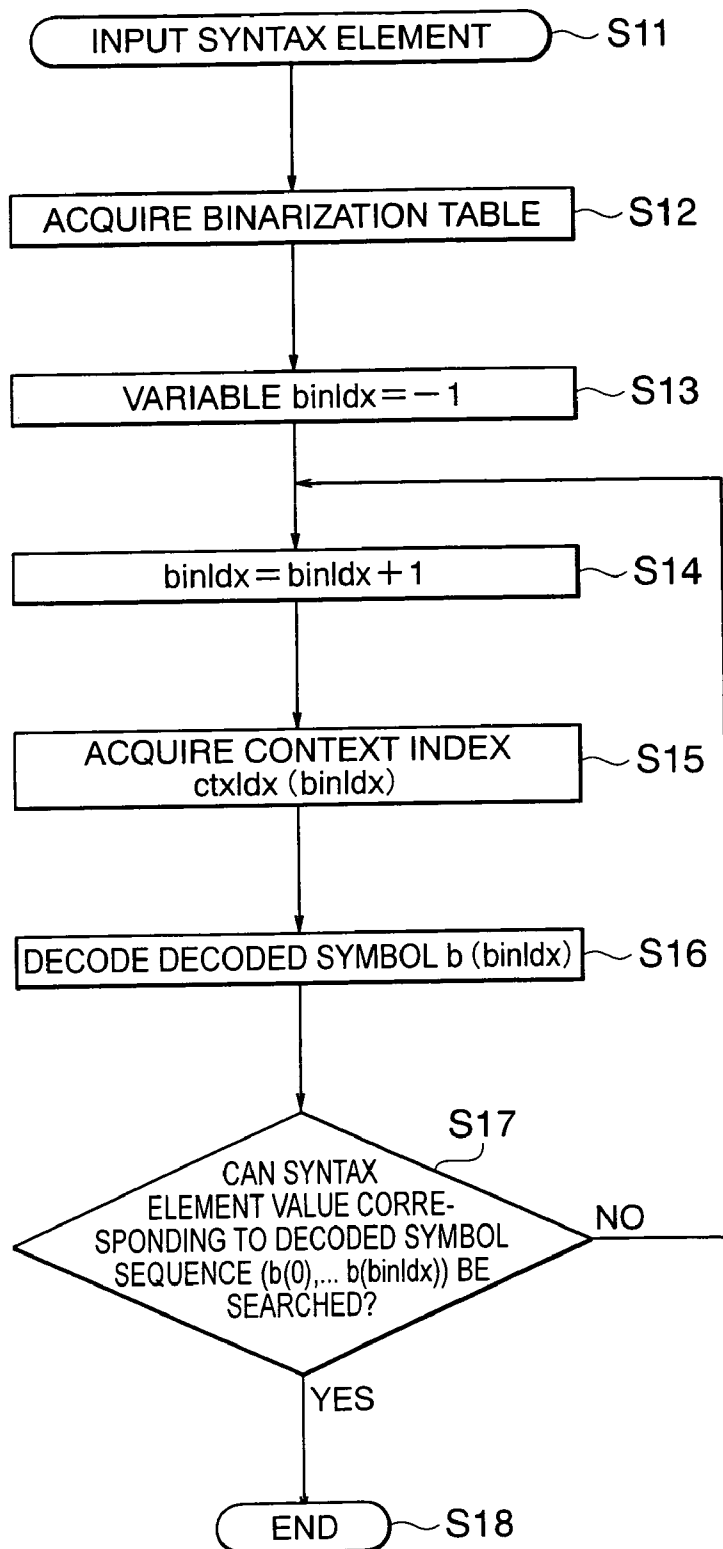 INPUT SYNTAX ELEMENT S11
ACQUIRE BINARIZATION TABLE S12
VARIABLE binIdx=-1 S13
binIdx=binIdx+1 S14
ACQUIRE CONTEXT INDEX
ctxIdx (binIdx) S15
DECODE DECODED SYMBOL b (binIdx) S16
S17
CAN SYNTAX
ELEMENT VALUE CORRE-
SPONDING TO DECODED SYMBOL
SEQUENCE (b(0),... b(binIdx)) BE
SEARCHED?
NO
YES
END S18